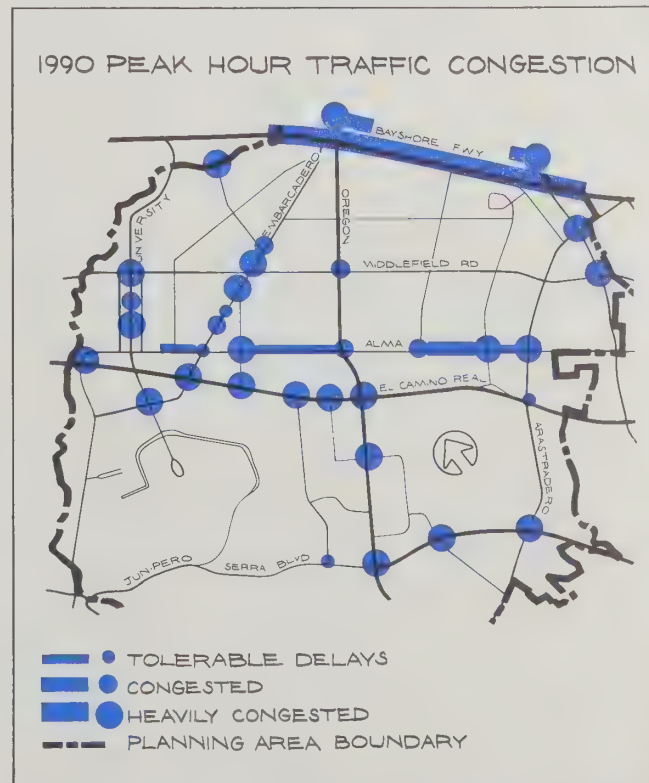 1990 PEAK HOUR TRAFFIC CONGESTION
BAYSHORE FWY
EMBARCADERO
OREGON
UNIVERSITY
MIDDLEFIELD RD
ALMA
EL CAMINO REAL
ARASTRADERO
JUNIPERO
SERRA BLVD
TOLERABLE DELAYS
CONGESTED
HEAVILY CONGESTED
PLANNING AREA BOUNDARY